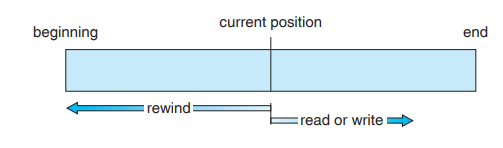 beginning
current position
end
rewind
read or write